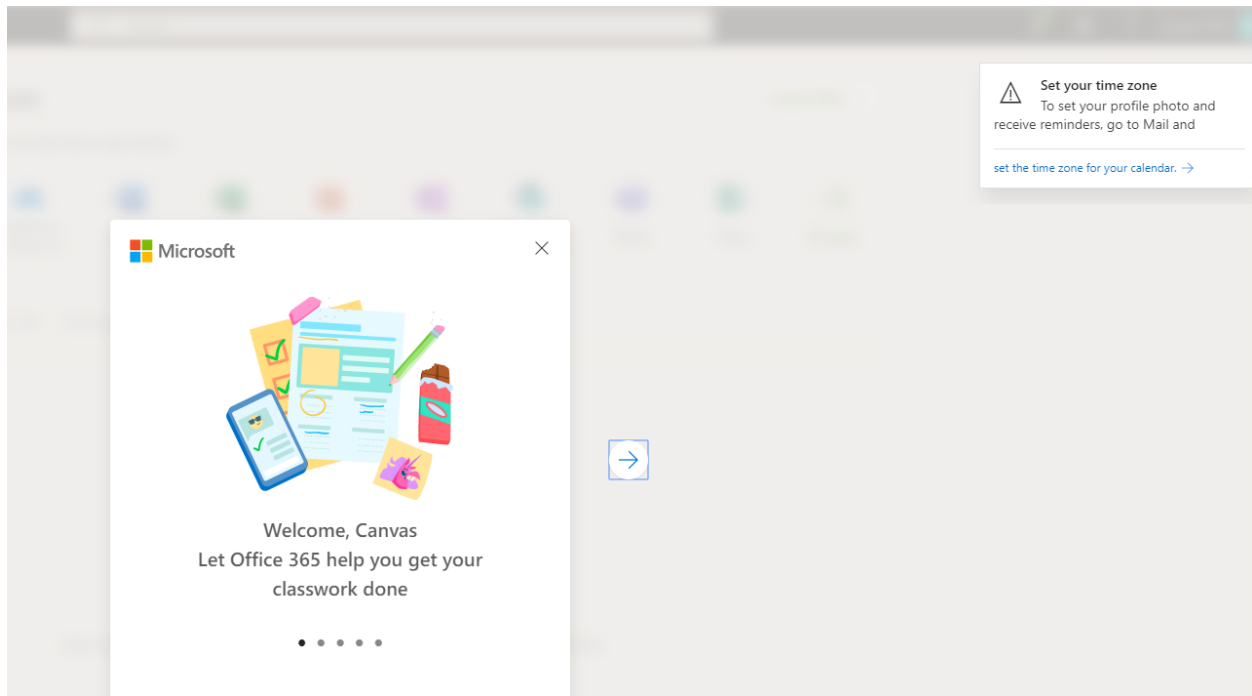 Set your time zone
To set your profile photo and
receive reminders, go to Mail and
set the time zone for your calendar.
Microsoft
Welcome, Canvas
Let Office 365 help you get your
classwork done